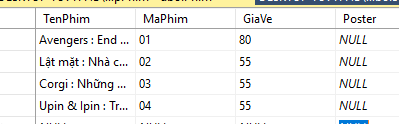 TenPhim MaPhim GiaVe Poster
Avengers : End ... 01 80 NULL
Lật mặt : Nhà c... 02 55 NULL
Corgi : Những ... 03 55 NULL
Upin & Ipin : Tr... 04 55 NULL